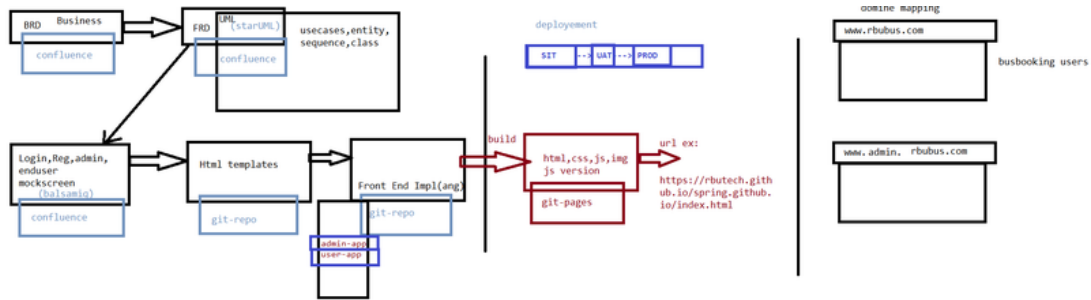 BRD Business
confluence
UML
FRD (starUML)
confluence
usecases,entity,
sequence,class
Login,Reg,admin,
enduser
mockscreen
(balsamiq)
confluence
Html templates
git-repo
Front End Impl(ang)
git-repo
admin-app
user-app
deployement
SIT --> UAT --> PROD
build
html,css,js,img
js version
git-pages
url ex:
https://rbutech.gith
ub.io/spring.github.
io/index.html
domine mapping
www.rbubus.com
busbooking users
www.admin. rbubus.com